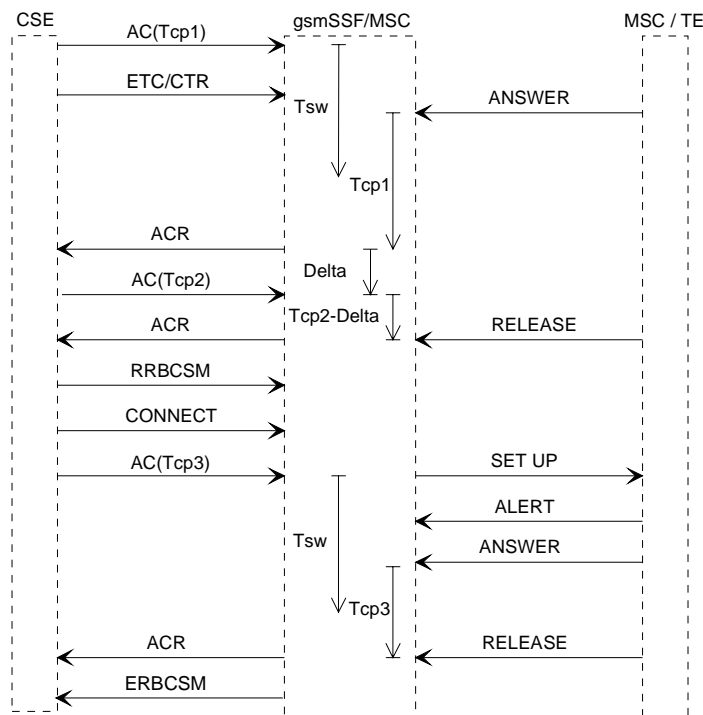 CSE gsmSSF/MSC MSC / TE
AC(Tcp1)
ETC/CTR
Tsw
ANSWER
Tcp1
ACR
Delta
AC(Tcp2)
Tcp2-Delta
ACR
RELEASE
RRBCSM
CONNECT
AC(Tcp3)
SET UP
ALERT
Tsw
ANSWER
Tcp3
ACR
RELEASE
ERBCSM